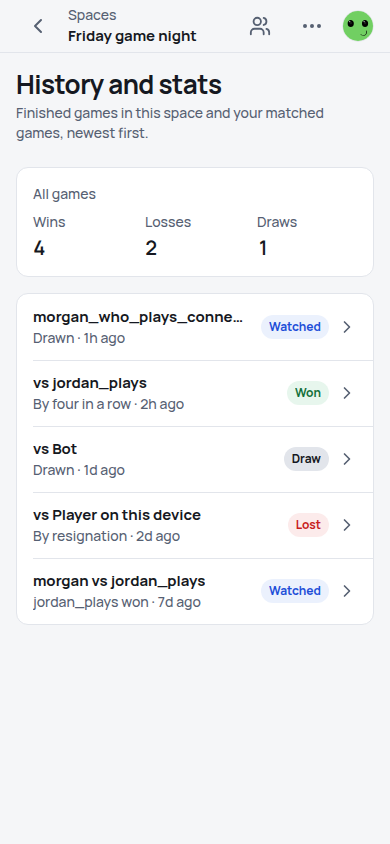 Spaces
Friday game night
History and stats
Finished games in this space and your matched
games, newest first.
All games
Wins
Losses
Draws
4
2
1
morgan_who_plays_conne…
Drawn · 1h ago
Watched
vs jordan_plays
By four in a row · 2h ago
Won
vs Bot
Drawn · 1d ago
Draw
vs Player on this device
By resignation · 2d ago
Lost
morgan vs jordan_plays
jordan_plays won · 7d ago
Watched